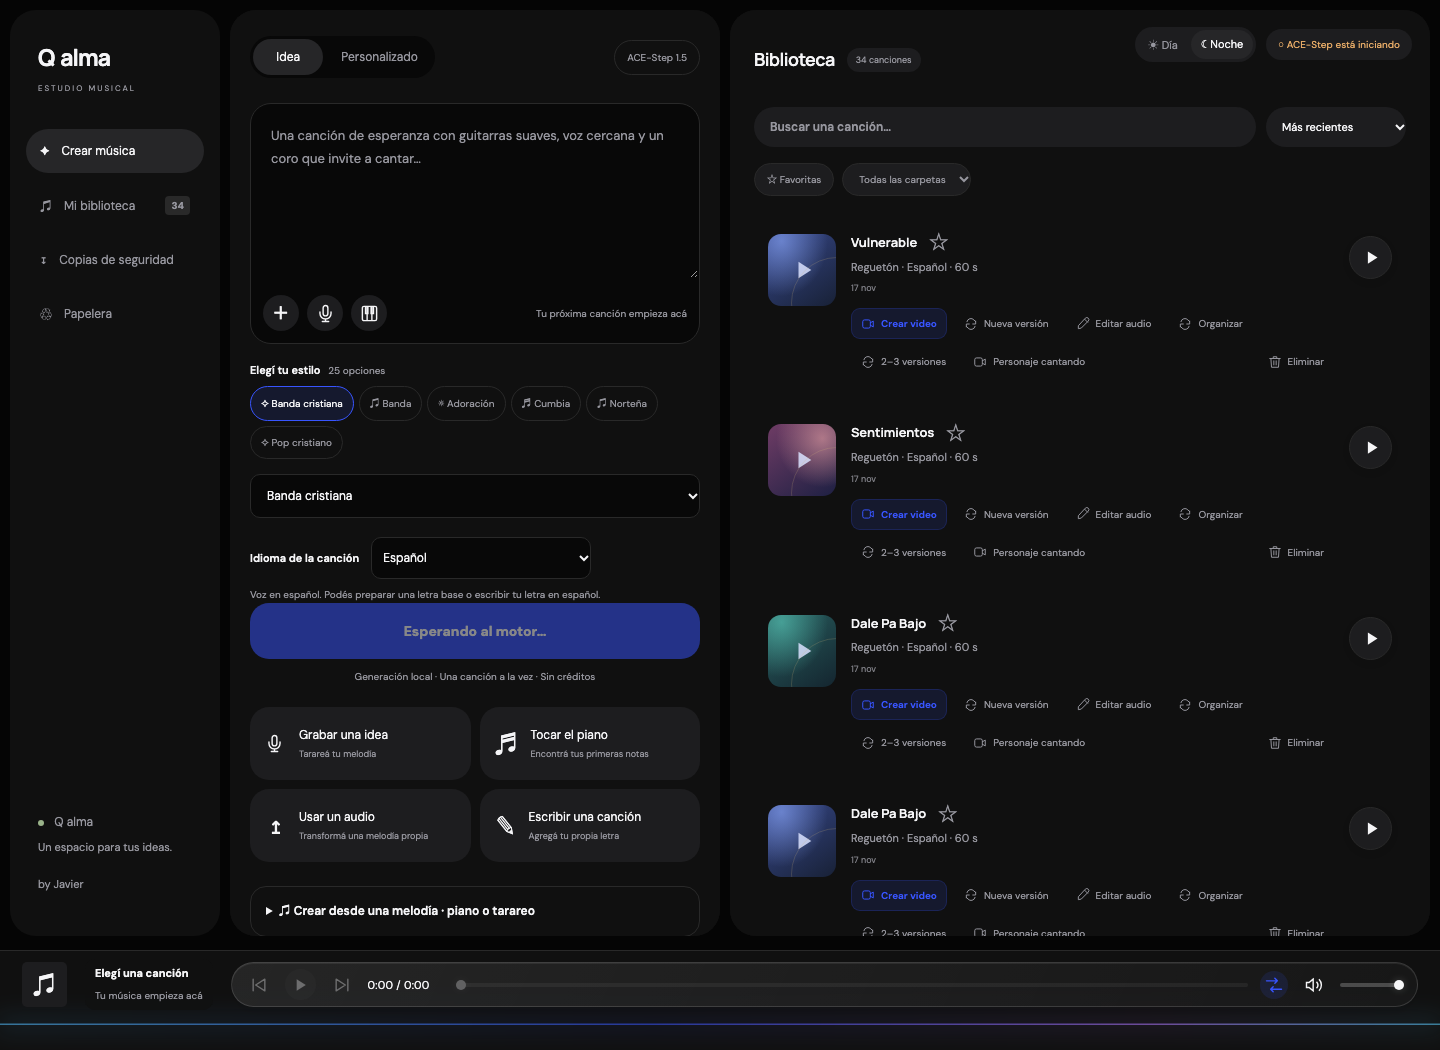 Q alma
ESTUDIO MUSICAL
Crear música
Mi biblioteca 34
Copias de seguridad
Papelera
Q alma
Un espacio para tus ideas.
by Javier
Idea Personalizado ACE-Step 1.5
Una canción de esperanza con guitarras suaves, voz cercana y un
coro que invite a cantar...
Tu próxima canción empieza acá
Elegí tu estilo 25 opciones
Banda cristiana Banda Adoración Cumbia Norteña
Pop cristiano
Banda cristiana
Idioma de la canción Español
Voz en español. Podés preparar una letra base o escribir tu letra en español.
Esperando al motor...
Generación local · Una canción a la vez · Sin créditos
Grabar una idea
Tarareá tu melodía
Tocar el piano
Encontrá tus primeras notas
Usar un audio
Transformá una melodía propia
Escribir una canción
Agregá tu propia letra
Crear desde una melodía · piano o tarareo
Biblioteca 34 canciones
Día Noche ACE-Step está iniciando
Buscar una canción... Más recientes
Favoritas Todas las carpetas
Vulnerable
Reguetón · Español · 60 s
17 nov
Crear video Nueva versión Editar audio Organizar
2–3 versiones Personaje cantando Eliminar
Sentimientos
Reguetón · Español · 60 s
17 nov
Crear video Nueva versión Editar audio Organizar
2–3 versiones Personaje cantando Eliminar
Dale Pa Bajo
Reguetón · Español · 60 s
17 nov
Crear video Nueva versión Editar audio Organizar
2–3 versiones Personaje cantando Eliminar
Dale Pa Bajo
Reguetón · Español · 60 s
17 nov
Crear video Nueva versión Editar audio Organizar
2–3 versiones Personaje cantando Eliminar
Elegí una canción
Tu música empieza acá
0:00 / 0:00